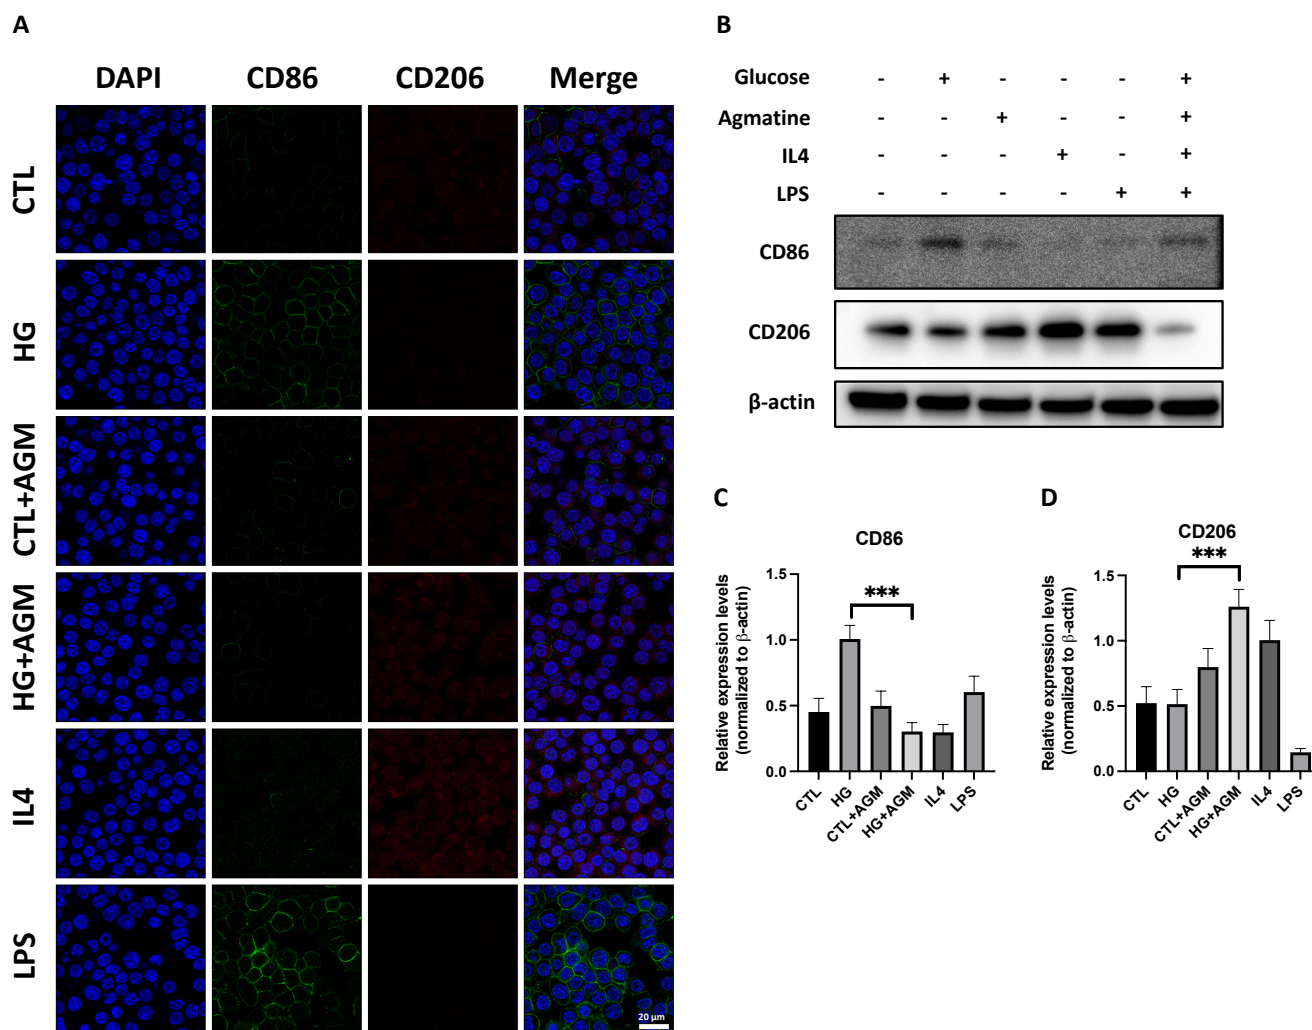 A
DAPI CD86 CD206 Merge
CTL
HG
CTL+AGM
HG+AGM
IL4
LPS
20 μm
B
Glucose - + - - - +
Agmatine - - + - - +
IL4 - - - + - +
LPS - - - - + +
CD86
CD206
β-actin
C
CD86
Relative expression levels
(normalized to β-actin)
1.5
1.0
0.5
0.0
***
CTL
HG
CTL+AGM
HG+AGM
IL4
LPS
D
CD206
Relative expression levels
(normalized to β-actin)
1.5
1.0
0.5
0.0
***
CTL
HG
CTL+AGM
HG+AGM
IL4
LPS